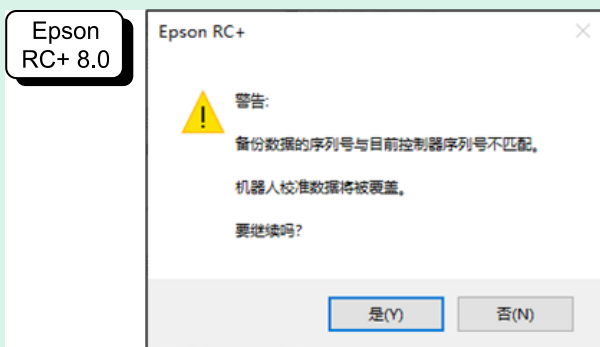 Epson
RC+ 8.0
Epson RC+
警告:
备份数据的序列号与目前控制器序列号不匹配。
机器人校准数据将被覆盖。
要继续吗?
是(Y)
否(N)